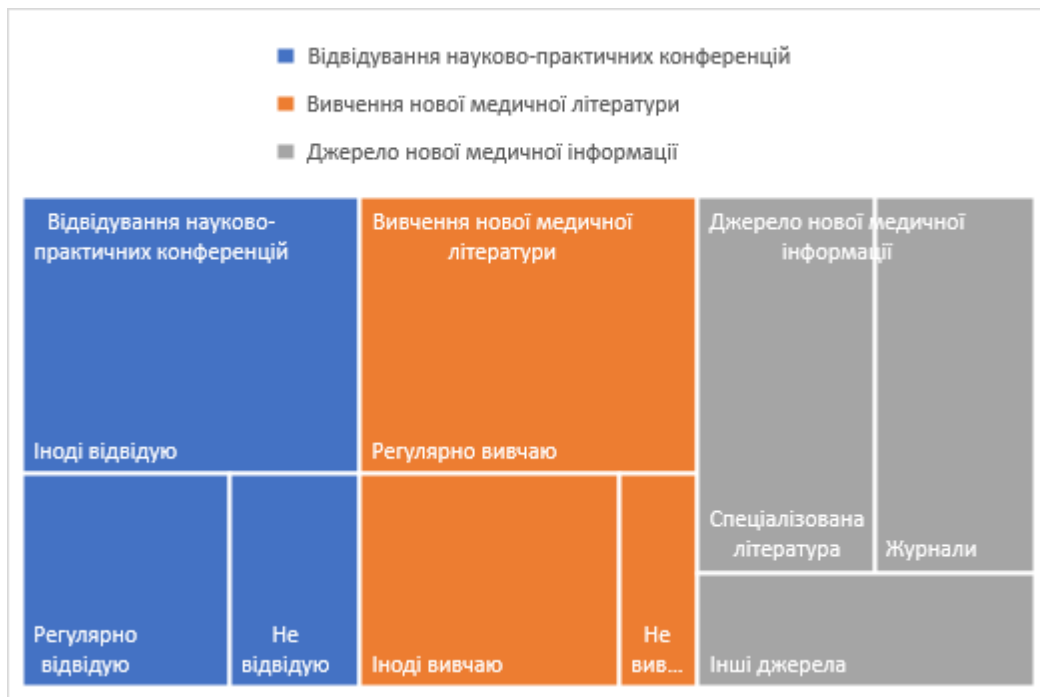 Відвідування науково-практичних конференцій
Вивчення нової медичної літератури
Джерело нової медичної інформації
Відвідування науково-
практичних конференцій
Іноді відвідую
Регулярно
відвідую
Не
відвідую
Вивчення нової медичної
літератури
Регулярно вивчаю
Іноді вивчаю
Не
вив...
Джерело нової медичної
інформації
Спеціалізована
література
Журнали
Інші джерела